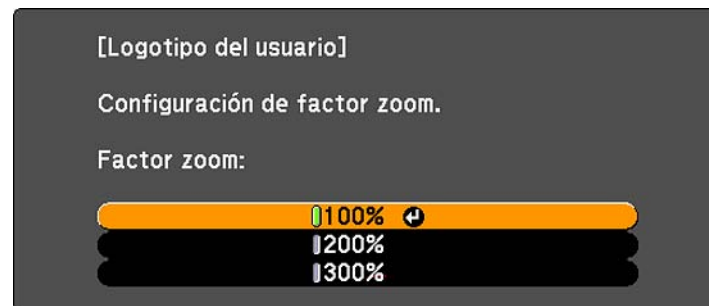 [Logotipo del usuario]
Configuración de factor zoom.
Factor zoom:
100%
200%
300%